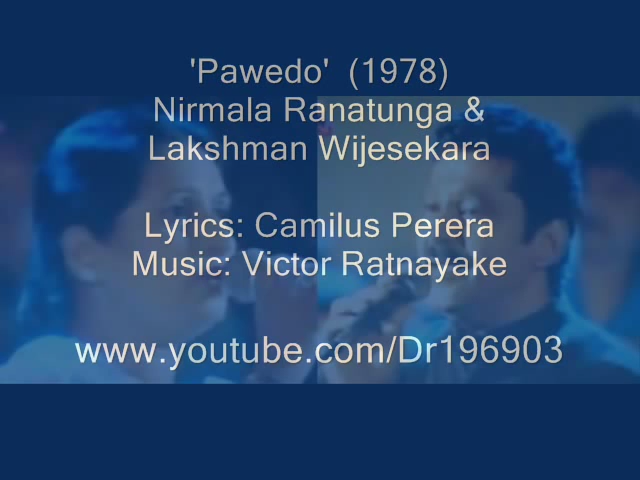 'Pawedo' (1978)
Nirmala Ranatunga &
Lakshman Wijesekara
Lyrics: Camilus Perera
Music: Victor Ratnayake
www.youtube.com/Dr196903